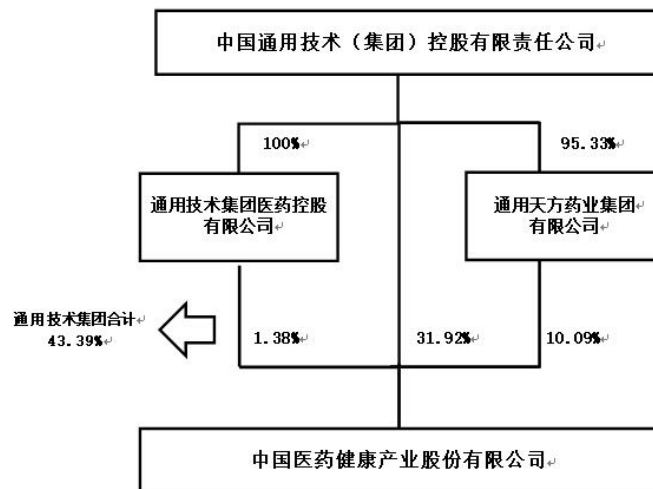 中国通用技术（集团）控股有限责任公司
100%
95.33%
通用技术集团医药控股
有限公司
通用天方药业集团
有限公司
通用技术集团合计
43.39%
1.38%
31.92%
10.09%
中国医药健康产业股份有限公司